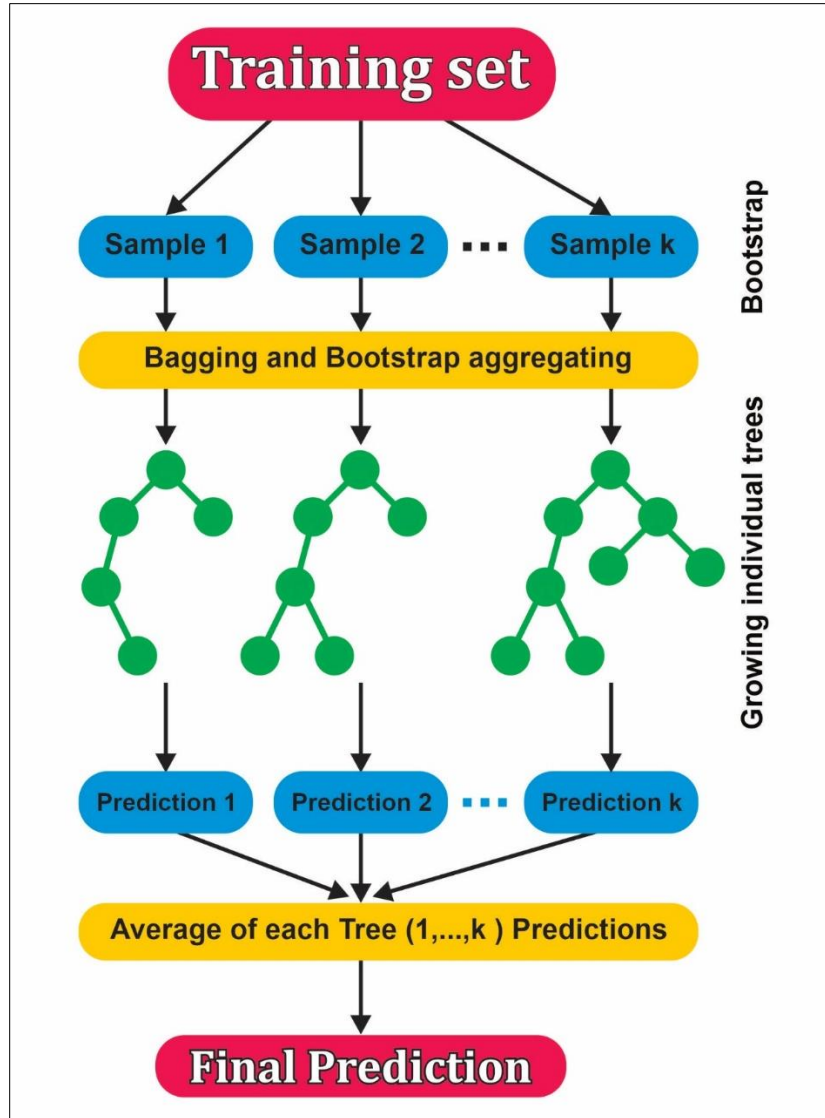 Training set
Sample 1
Sample 2
Sample k
Bootstrap
Bagging and Bootstrap aggregating
Growing individual trees
Prediction 1
Prediction 2
Prediction k
Average of each Tree (1,...,k ) Predictions
Final Prediction